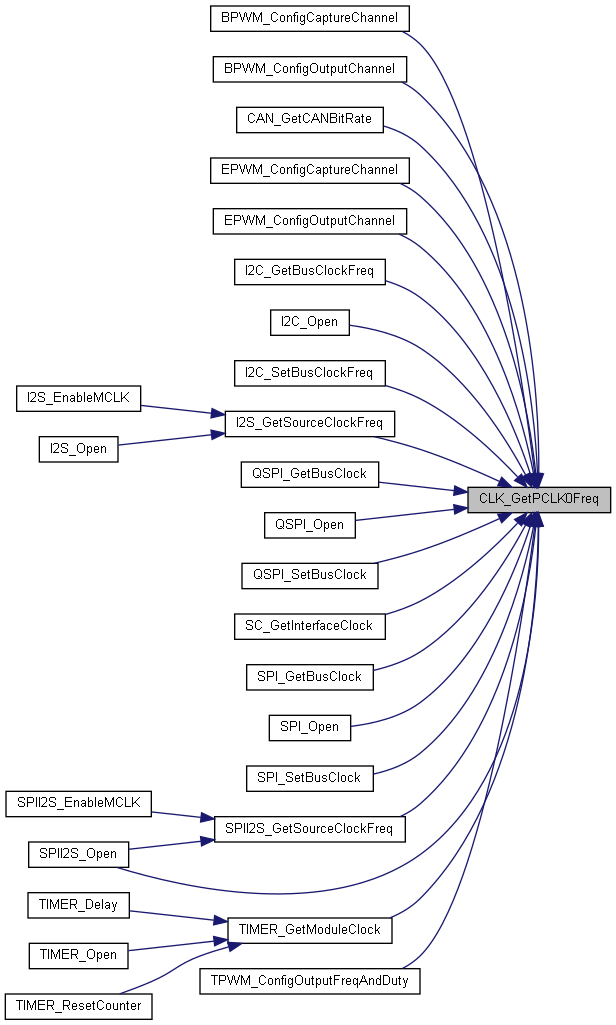 BPWM_ConfigCaptureChannel
BPWM_ConfigOutputChannel
CAN_GetCANBitRate
EPWM_ConfigCaptureChannel
EPWM_ConfigOutputChannel
I2C_GetBusClockFreq
I2C_Open
I2C_SetBusClockFreq
I2S_EnableMCLK
I2S_GetSourceClockFreq
I2S_Open
QSPI_GetBusClock
CLK_GetPCLK0Freq
QSPI_Open
QSPI_SetBusClock
SC_GetInterfaceClock
SPI_GetBusClock
SPI_Open
SPI_SetBusClock
SPII2S_EnableMCLK
SPII2S_GetSourceClockFreq
SPII2S_Open
TIMER_Delay
TIMER_GetModuleClock
TIMER_Open
TPWM_ConfigOutputFreqAndDuty
TIMER_ResetCounter